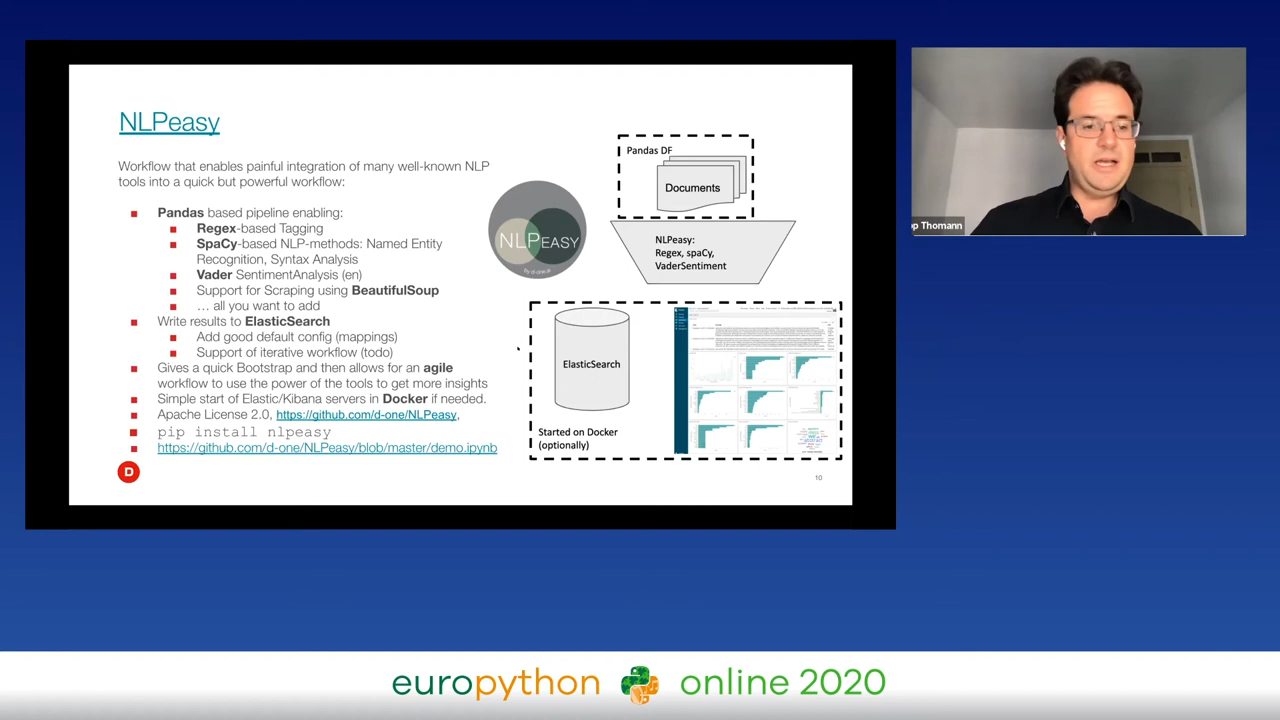 NLPeasy
Workflow that enables painful integration of many well-known NLP
tools into a quick but powerful workflow:
■ Pandas based pipeline enabling:
■ Regex-based Tagging
■ SpaCy-based NLP-methods: Named Entity
Recognition, Syntax Analysis
■ Vader SentimentAnalysis (en)
■ Support for Scraping using BeautifulSoup
■ … all you want to add
■ Write results to ElasticSearch
■ Add good default config (mappings)
■ Support of iterative workflow (todo)
■ Gives a quick Bootstrap and then allows for an agile
workflow to use the power of the tools to get more insights
■ Simple start of Elastic/Kibana servers in Docker if needed.
■ Apache License 2.0, https://github.com/d-one/NLPeasy,
■ pip install nlpeasy
■ https://github.com/d-one/NLPeasy/blob/master/demo.ipynb
D
NLPEASY
by d-one.ai
Pandas DF
Documents
NLPeasy:
Regex, spaCy,
VaderSentiment
ElasticSearch
Started on Docker
(optionally)
10
p Thomann
europython online 2020